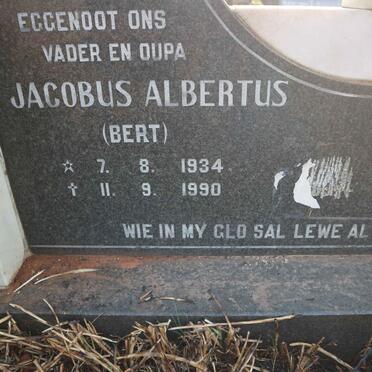 EGGENOOT ONS
VADER EN OUPA
JACOBUS ALBERTUS
(BERT)
☆ 7. 8. 1934
✝ 11. 9. 1990
WIE IN MY GLO SAL LEWE AL